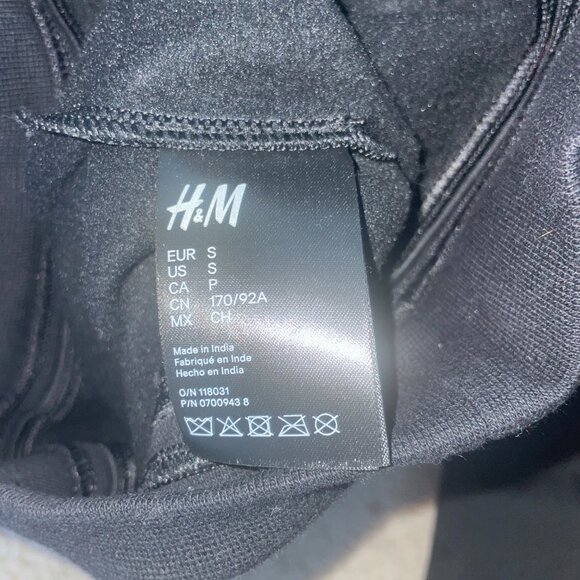 H&M
EUR S
US S
CA P
CN 170/92A
MX CH
Made in India
Fabriqué en Inde
Hecho en India
O/N 118031
P/N 0700943 8